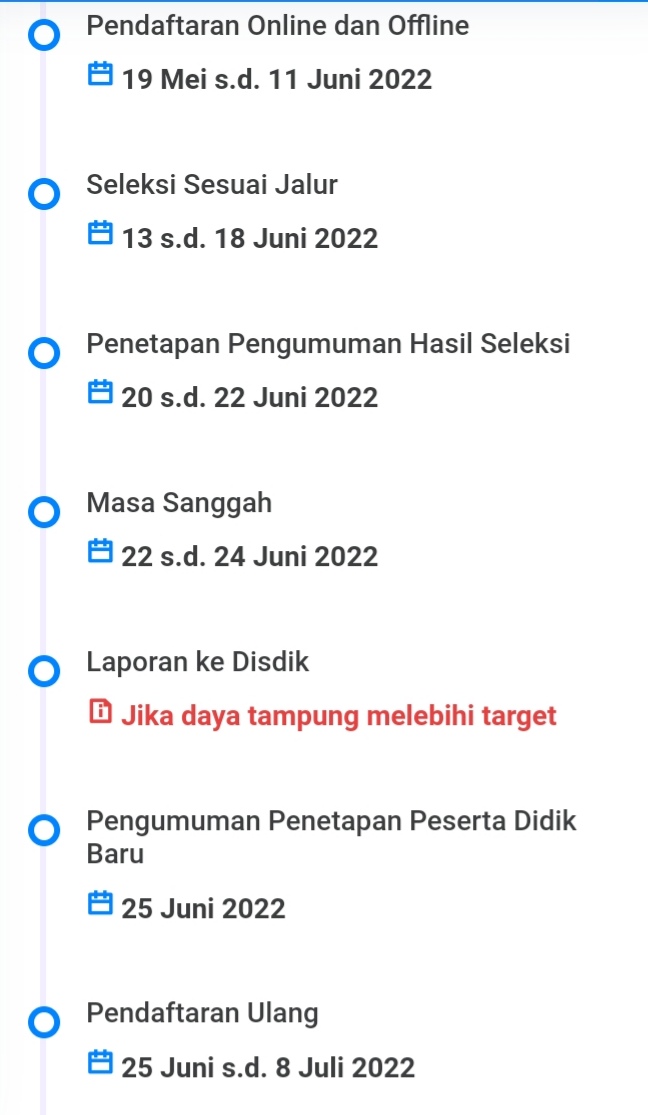 Pendaftaran Online dan Offline
19 Mei s.d. 11 Juni 2022
Seleksi Sesuai Jalur
13 s.d. 18 Juni 2022
Penetapan Pengumuman Hasil Seleksi
20 s.d. 22 Juni 2022
Masa Sanggah
22 s.d. 24 Juni 2022
Laporan ke Disdik
Jika daya tampung melebihi target
Pengumuman Penetapan Peserta Didik
Baru
25 Juni 2022
Pendaftaran Ulang
25 Juni s.d. 8 Juli 2022